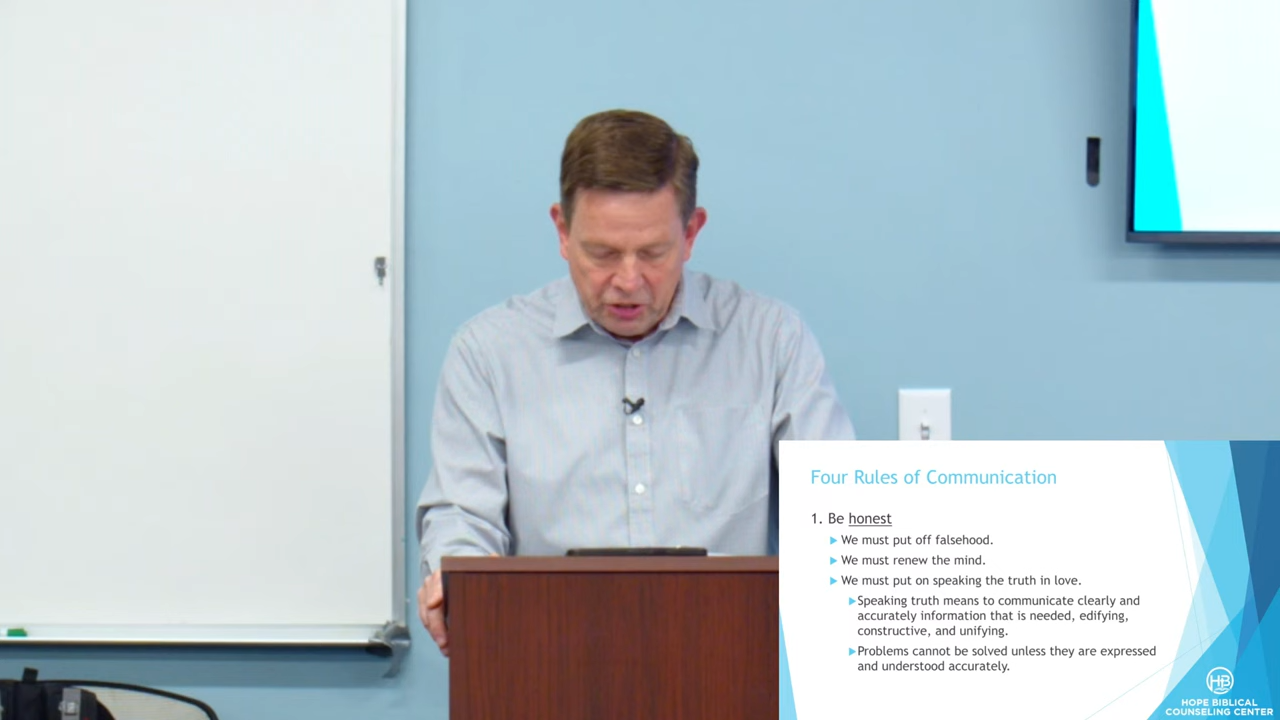 Four Rules of Communication
1. Be honest
We must put off falsehood.
We must renew the mind.
We must put on speaking the truth in love.
Speaking truth means to communicate clearly and
accurately information that is needed, edifying,
constructive, and unifying.
Problems cannot be solved unless they are expressed
and understood accurately.
HB
HOPE BIBLICAL
COUNSELING CENTER